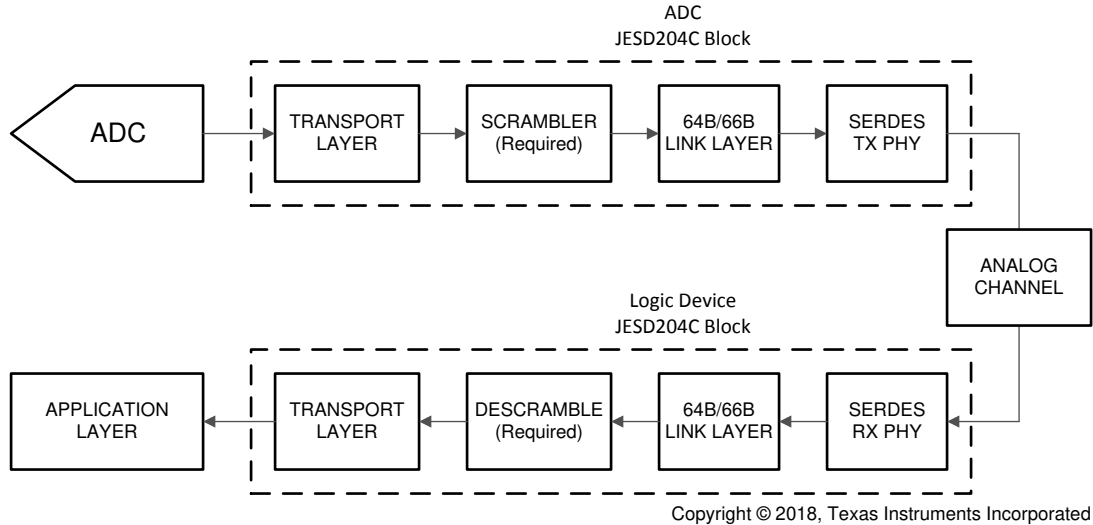 ADC
JESD204C Block
ADC
TRANSPORT
LAYER
SCRAMBLER
(Required)
64B/66B
LINK LAYER
SERDES
TX PHY
ANALOG
CHANNEL
Logic Device
JESD204C Block
APPLICATION
LAYER
TRANSPORT
LAYER
DESCRAMBLE
(Required)
64B/66B
LINK LAYER
SERDES
RX PHY
Copyright © 2018, Texas Instruments Incorporated